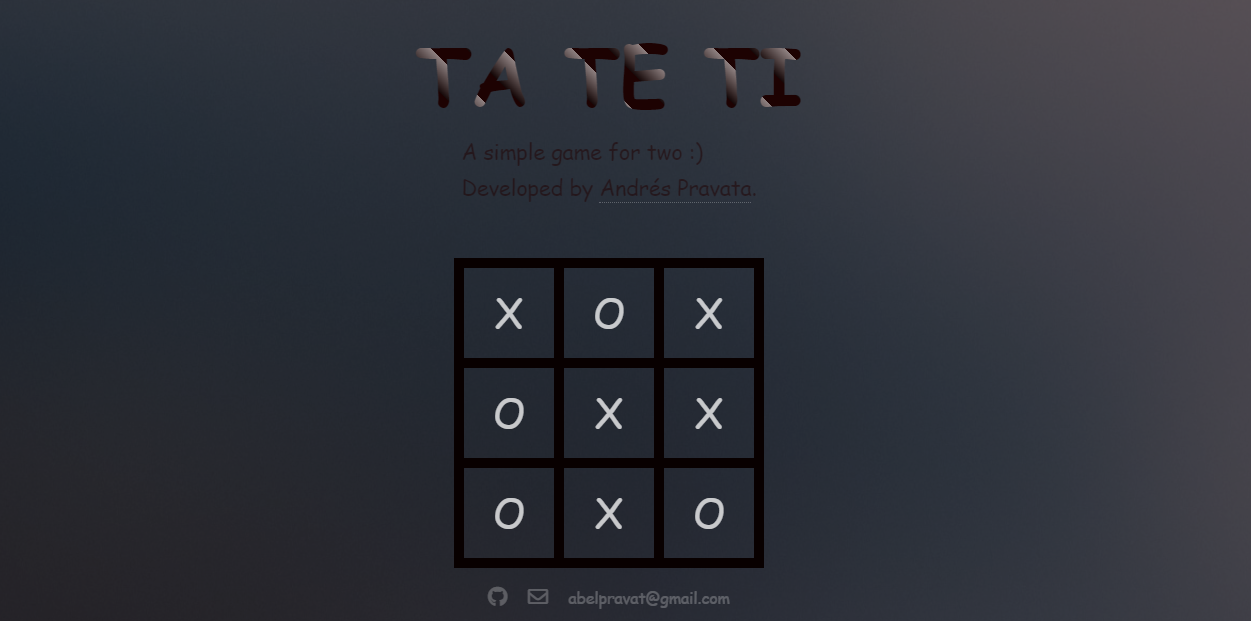 TA TE TI
A simple game for two :)
Developed by Andrés Pravata.
X O X
O X X
O X O
abelpravat@gmail.com